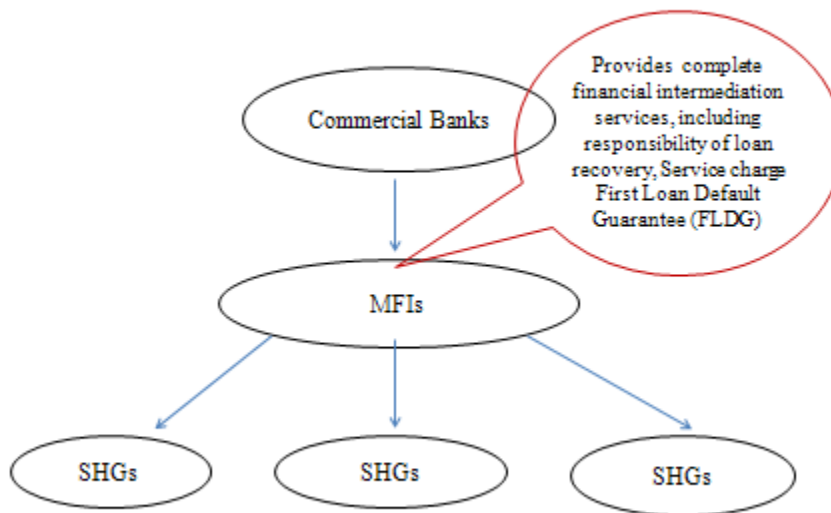 Provides complete
financial intermediation
services, including
responsibility of loan
recovery, Service charge
First Loan Default
Guarantee (FLDG)
Commercial Banks
MFIs
SHGs
SHGs
SHGs